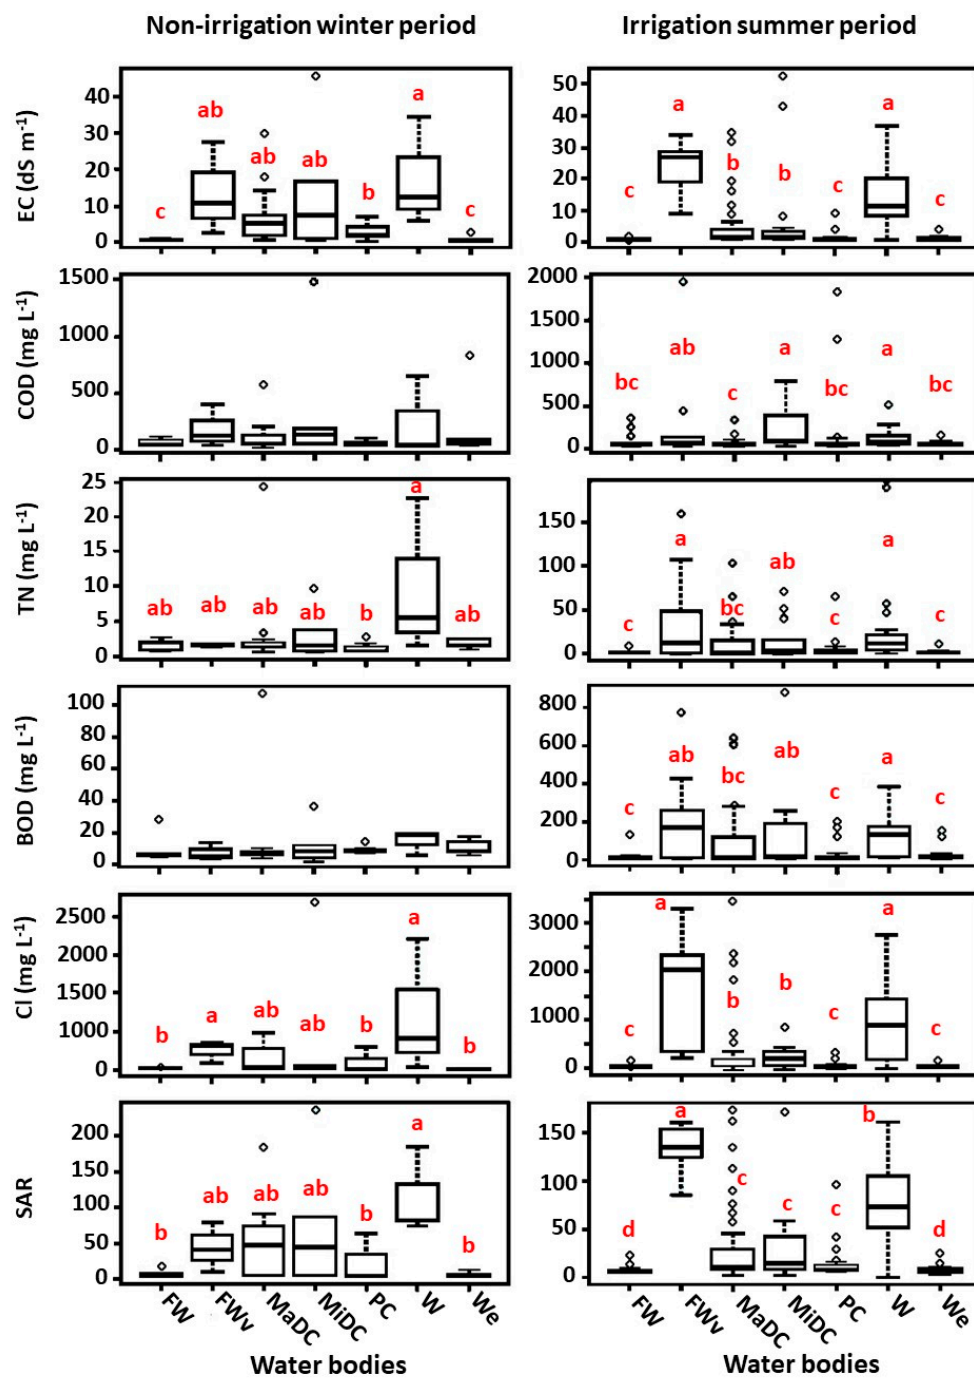 Non-irrigation winter period
Irrigation summer period
EC (dS m⁻¹)
40
30
20
10
0
c
ab
ab
ab
b
a
c
50
40
30
20
10
0
c
a
b
b
c
a
c
COD (mg L⁻¹)
1500
1000
500
0
2000
1500
1000
500
0
bc
ab
c
a
bc
a
bc
TN (mg L⁻¹)
25
20
15
10
5
0
ab
ab
ab
ab
b
a
ab
150
100
50
0
c
a
bc
ab
c
a
c
BOD (mg L⁻¹)
100
80
60
40
20
0
800
600
400
200
0
c
ab
bc
ab
c
a
c
Cl (mg L⁻¹)
2500
2000
1500
1000
0
b
a
ab
ab
b
a
b
3000
2000
1000
0
c
a
b
b
c
a
c
SAR
200
150
100
50
0
b
ab
ab
ab
b
a
b
150
100
50
0
d
a
c
c
c
b
d
FW
FWv
MaDC
MiDC
PC
W
We
FW
FWv
MaDC
MiDC
PC
W
We
Water bodies
Water bodies